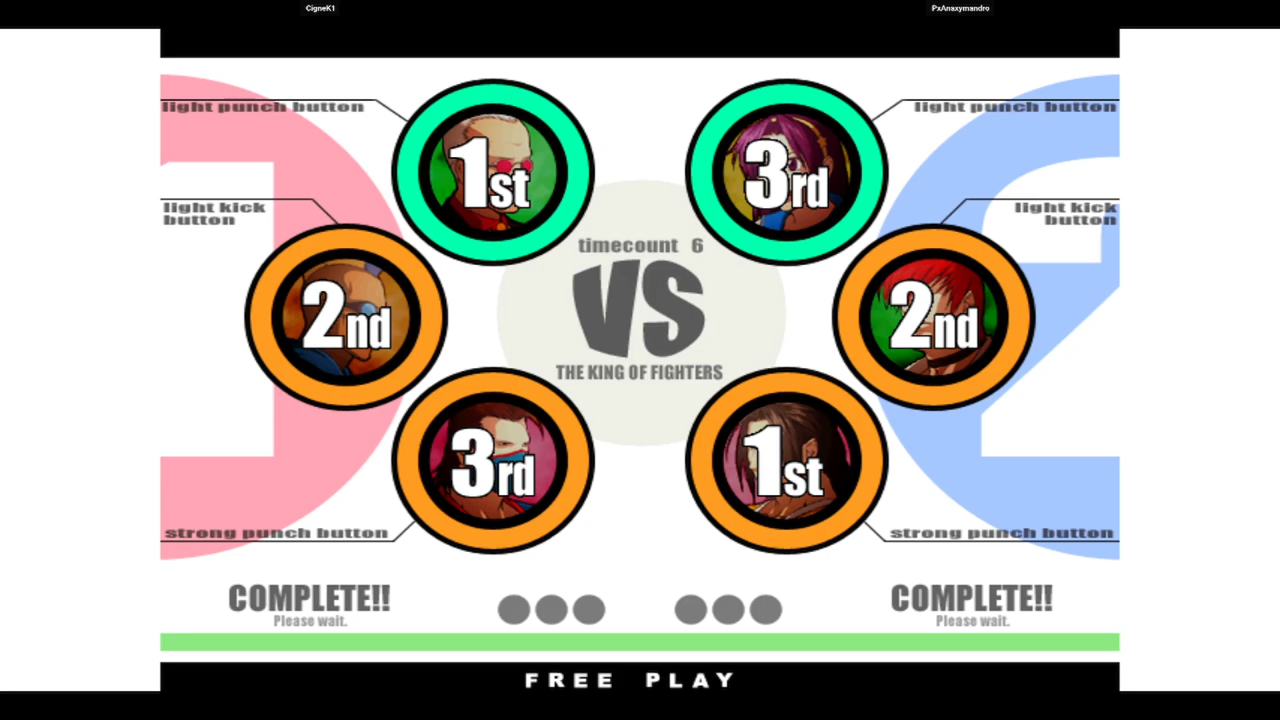 CigneK1
PxAnaxymandro
light punch button
light punch button
1st
3rd
light kick
button
light kick
button
timecount 6
VS
THE KING OF FIGHTERS
2nd
2nd
3rd
1st
strong punch button
strong punch button
COMPLETE!!
Please wait.
COMPLETE!!
Please wait.
FREE PLAY